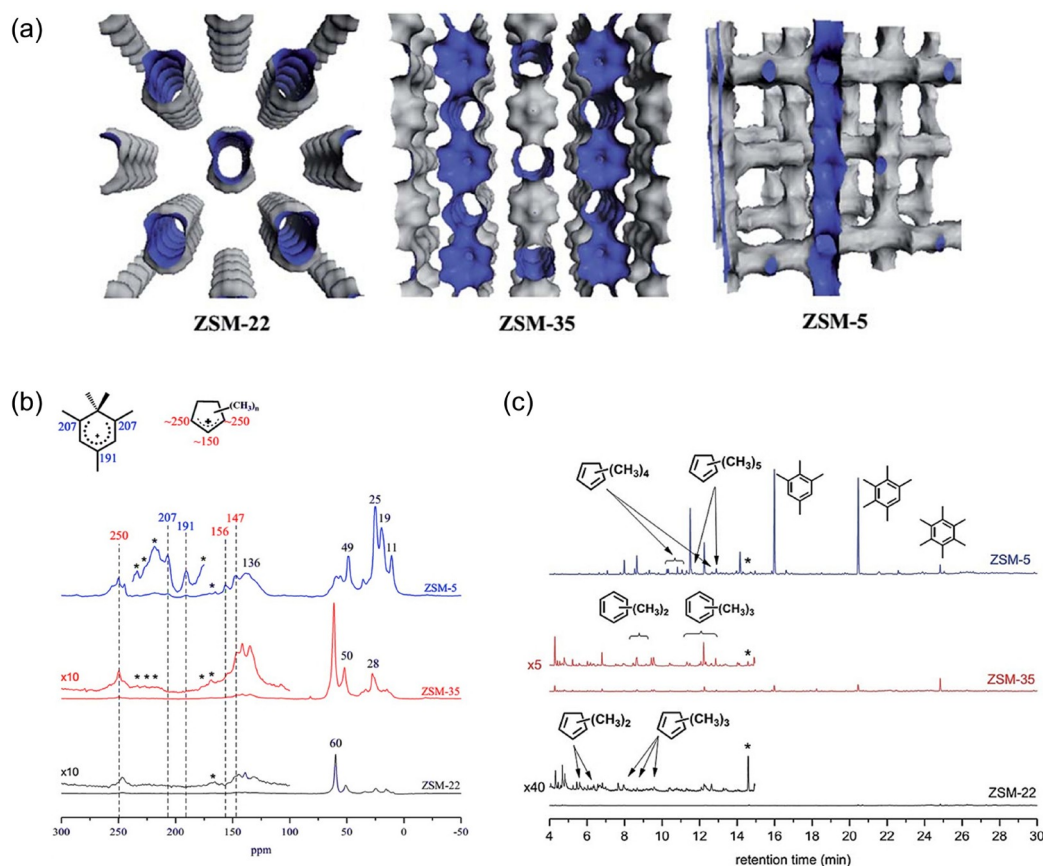 (a)
ZSM-22 ZSM-35 ZSM-5
(b)
207 207
191
(CH3)n
~250 ~250
~150
250 207 191 156 147 136 49 25 19 11
* * * * * *
ZSM-5
x10 * * * * * 50 28
ZSM-35
x10 * 60
ZSM-22
300 250 200 150 100 50 0 -50
ppm
(c)
(CH3)4 (CH3)5
*
ZSM-5
(CH3)2 (CH3)3
x5 *
ZSM-35
(CH3)2 (CH3)3
x40 *
ZSM-22
4 6 8 10 12 14 16 18 20 22 24 26 28 30
retention time (min)